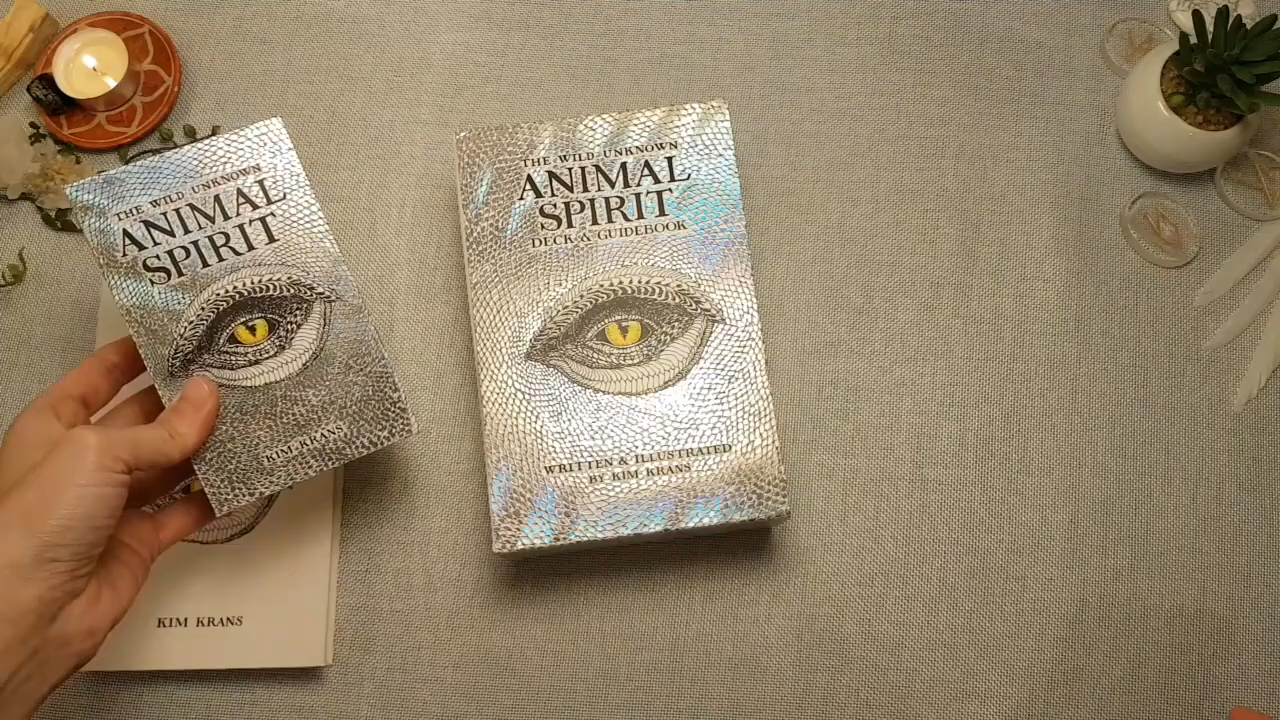 THE WILD UNKNOWN
ANIMAL
SPIRIT
KIM KRANS
KIM KRANS
THE WILD UNKNOWN
ANIMAL
SPIRIT
DECK & GUIDEBOOK
WRITTEN & ILLUSTRATED
BY KIM KRANS